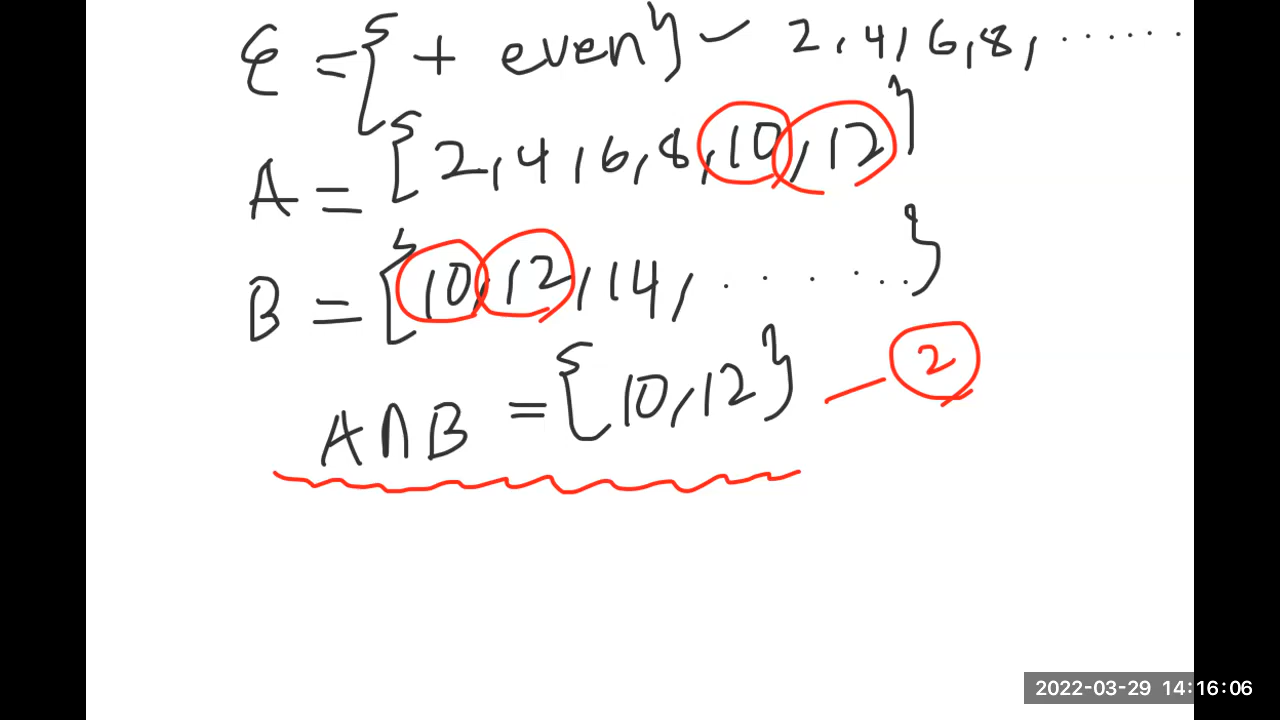 ℰ = { + even } – 2, 4, 6, 8, ......
A = { 2, 4, 6, 8, 10, 12 }
B = { 10, 12, 14, ...... }
A ∩ B = { 10, 12 } — 2
2022-03-29 14:16:06